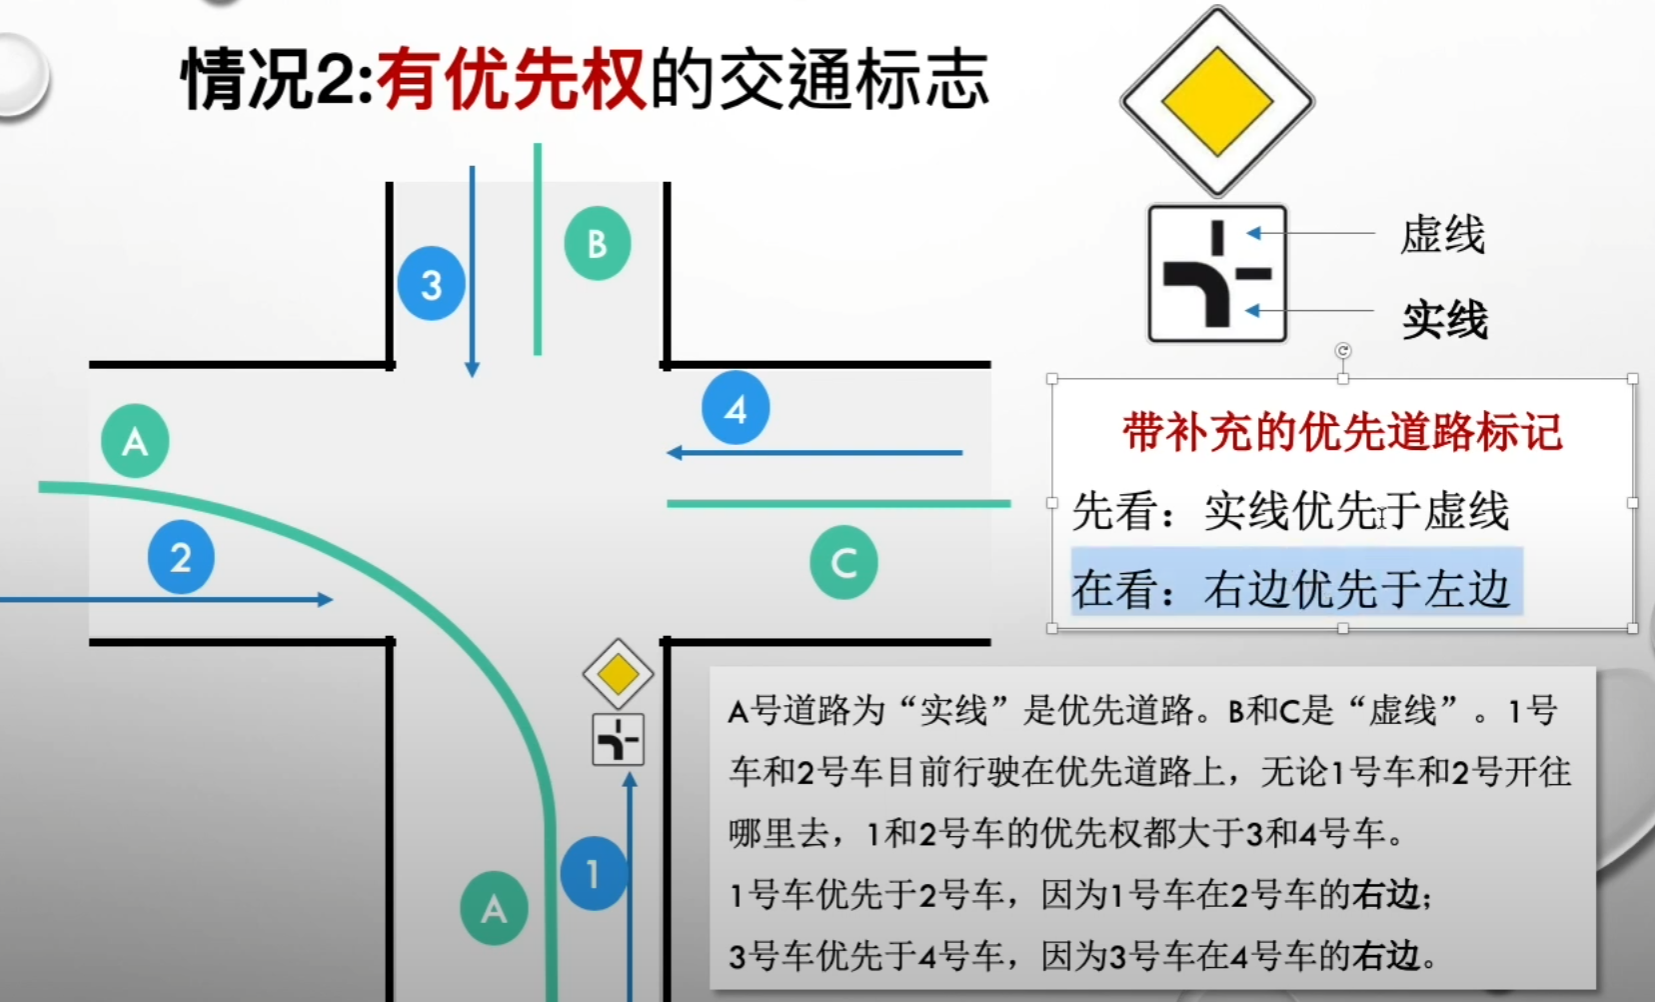 情况2:有优先权的交通标志
虚线
实线
3
B
A
4
2
C
1
A
带补充的优先道路标记
先看：实线优先于虚线
在看：右边优先于左边
A号道路为“实线”是优先道路。B和C是“虚线”。1号
车和2号车目前行驶在优先道路上，无论1号车和2号开往
哪里去，1和2号车的优先权都大于3和4号车。
1号车优先于2号车，因为1号车在2号车的右边；
3号车优先于4号车，因为3号车在4号车的右边。